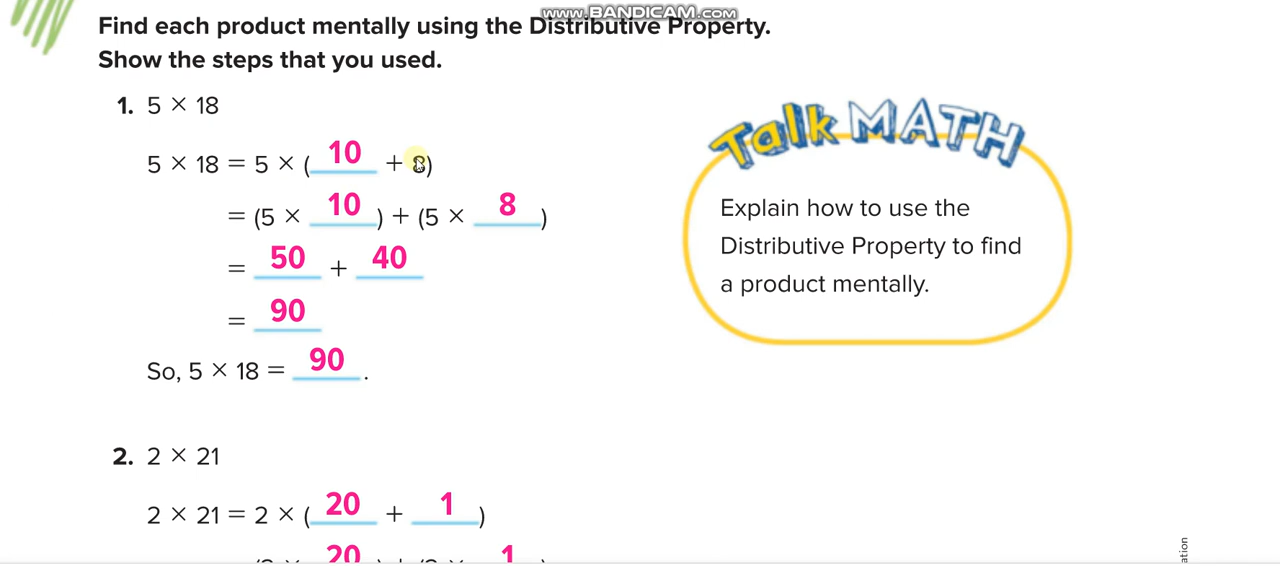 www.BANDICAM.com
Find each product mentally using the Distributive Property.
Show the steps that you used.
1. 5 × 18
5 × 18 = 5 × (10 + 8)
= (5 × 10) + (5 × 8)
= 50 + 40
= 90
So, 5 × 18 = 90.
Talk MATH
Explain how to use the
Distributive Property to find
a product mentally.
2. 2 × 21
2 × 21 = 2 × (20 + 1)
20 1